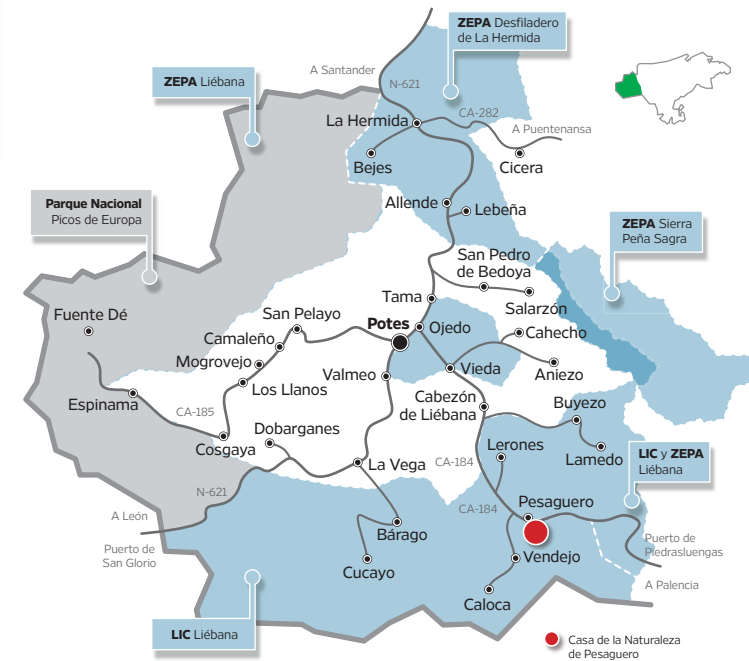 ZEPA Desfiladero
de La Hermida
A Santander
ZEPA Liébana
N-621
CA-282
La Hermida
A Puentenansa
Bejes
Cicera
Parque Nacional
Picos de Europa
Allende
Lebeña
ZEPA Sierra
Peña Sagra
San Pedro
de Bedoya
Tama
Salarzón
Fuente Dé
San Pelayo
Potes
Ojedo
Cahecho
Camaleño
Mogrovejo
Vieda
Aniezo
Los Llanos
Valmeo
Espinama
Cabezón
de Liébana
Buyezo
CA-185
Dobarganes
Cosgaya
Lerones
Lamedo
LIC y ZEPA
Liébana
La Vega
CA-184
N-621
CA-184
Pesaguero
A León
Bárago
Puerto de
San Glorio
Puerto de
Piedrasluengas
Vendejo
Cucayo
A Palencia
Caloca
LIC Liébana
Casa de la Naturaleza
de Pesaguero